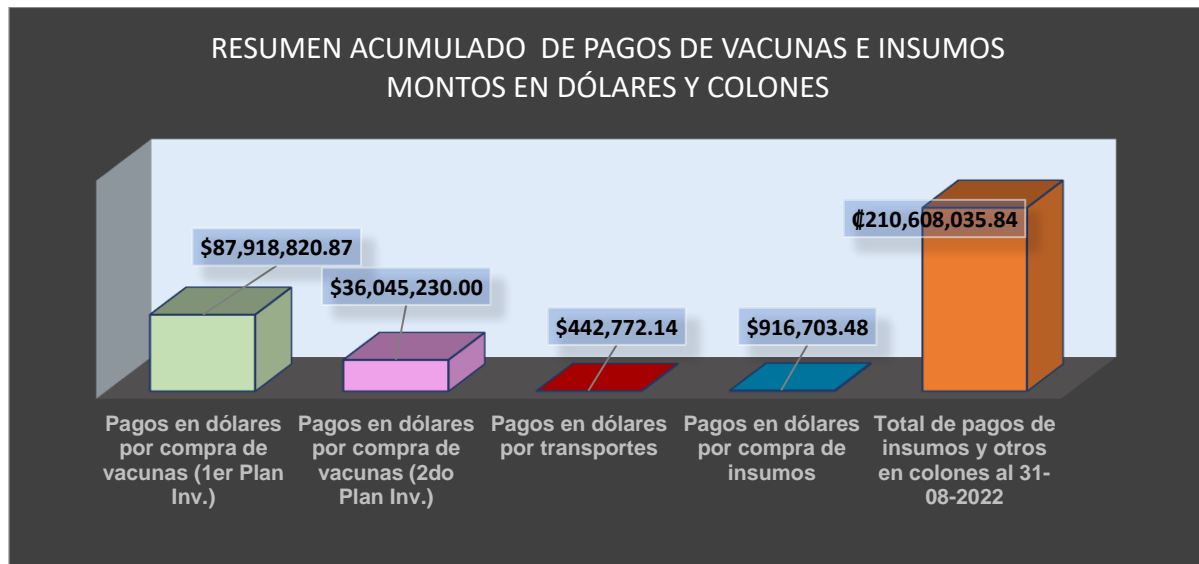 RESUMEN ACUMULADO DE PAGOS DE VACUNAS E INSUMOS
MONTOS EN DÓLARES Y COLONES
$87,918,820.87
$36,045,230.00
$442,772.14
$916,703.48
₡210,608,035.84
Pagos en dólares
por compra de
vacunas (1er Plan
Inv.)
Pagos en dólares
por compra de
vacunas (2do
Plan Inv.)
Pagos en dólares
por transportes
Pagos en dólares
por compra de
insumos
Total de pagos de
insumos y otros
en colones al 31-
08-2022